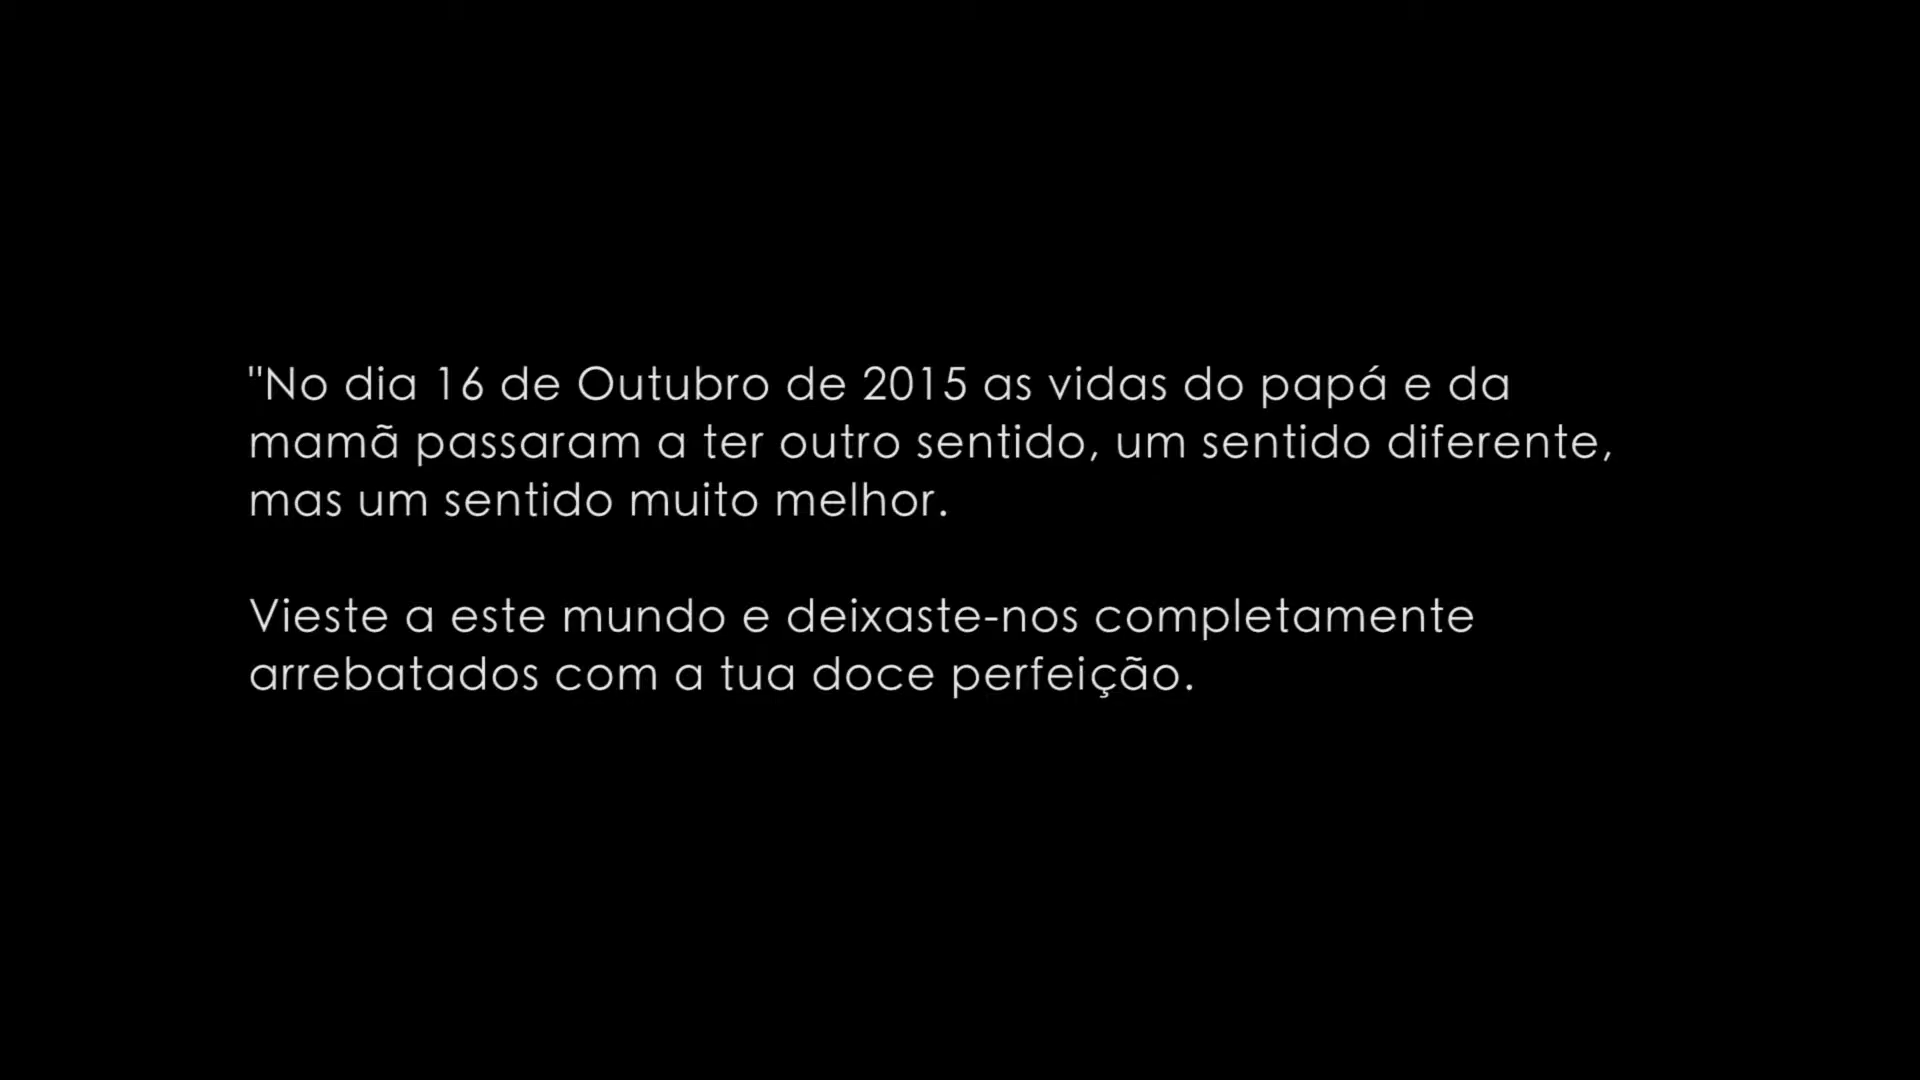 "No dia 16 de Outubro de 2015 as vidas do papá e da
mamã passaram a ter outro sentido, um sentido diferente,
mas um sentido muito melhor.
Vieste a este mundo e deixaste-nos completamente
arrebatados com a tua doce perfeição.